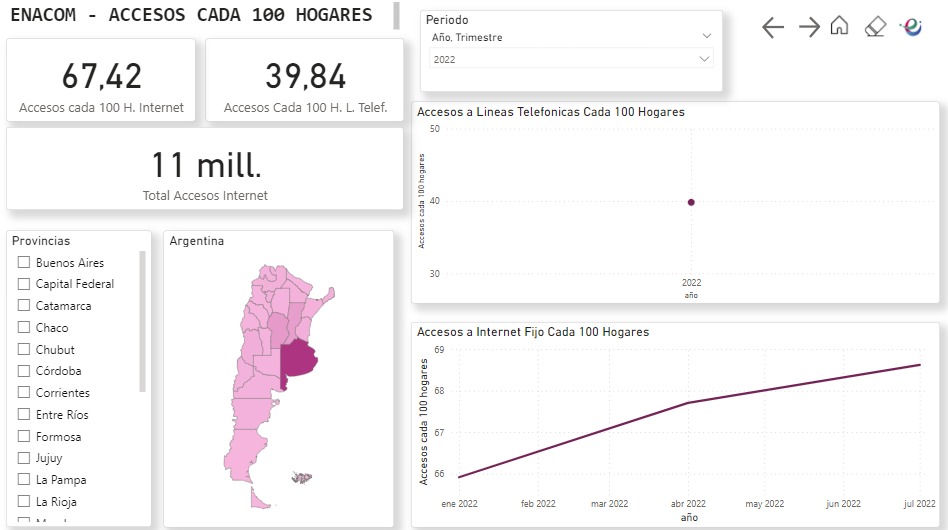 ENACOM - ACCESOS CADA 100 HOGARES
67,42
Accesos cada 100 H. Internet
39,84
Accesos Cada 100 H. L. Telef.
11 mill.
Total Accesos Internet
Periodo
Año, Trimestre
2022
Provincias
Buenos Aires
Capital Federal
Catamarca
Chaco
Chubut
Córdoba
Corrientes
Entre Ríos
Formosa
Jujuy
La Pampa
La Rioja
Argentina
Accesos a Lineas Telefonicas Cada 100 Hogares
Accesos cada 100 hogares
50
40
30
2022
año
Accesos a Internet Fijo Cada 100 Hogares
Accesos cada 100 hogares
69
68
67
66
ene 2022 feb 2022 mar 2022 abr 2022 may 2022 jun 2022 jul 2022
año